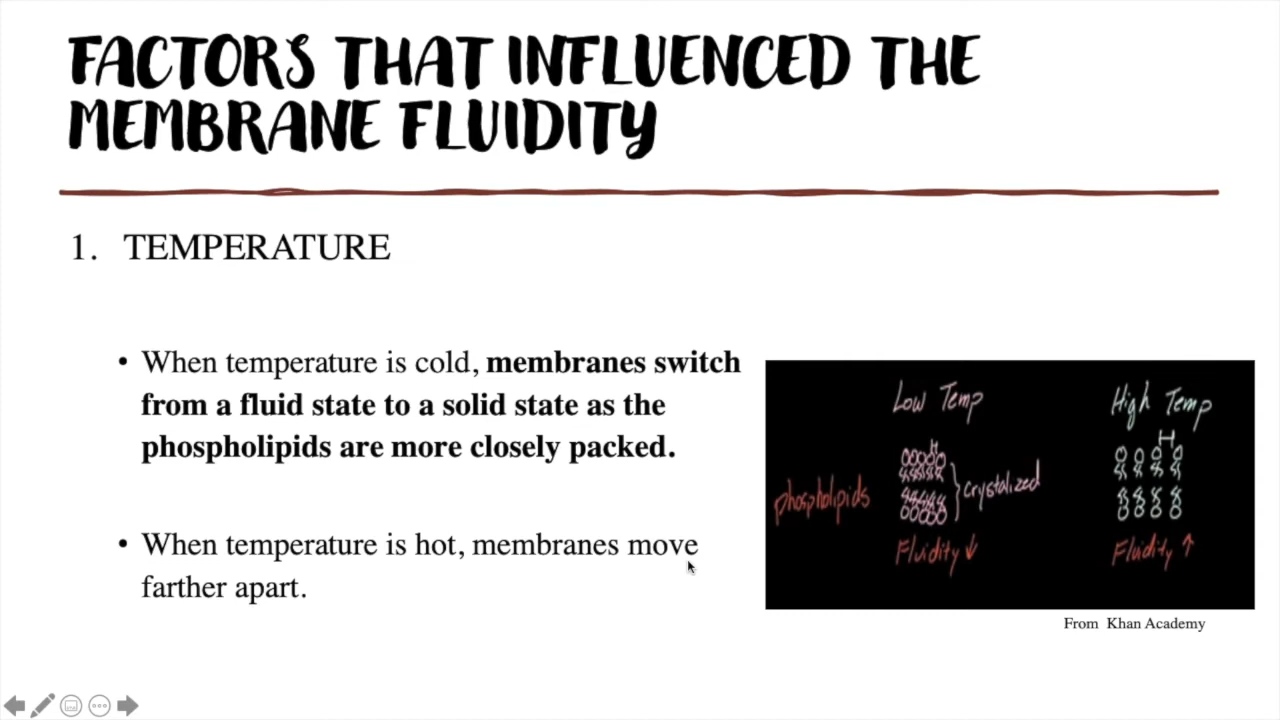 FACTORS THAT INFLUENCED THE
MEMBRANE FLUIDITY
1. TEMPERATURE
• When temperature is cold, membranes switch
from a fluid state to a solid state as the
phospholipids are more closely packed.
• When temperature is hot, membranes move
farther apart.
Low Temp
High Temp
phospholipids
crystalized
Fluidity ↓
Fluidity ↑
From Khan Academy